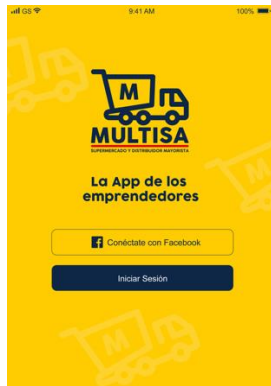 GS 9:41 AM 100%
M
MULTISA
SUPERMERCADO Y DISTRIBUIDOR MAYORISTA
La App de los
emprendedores
f Conéctate con Facebook
Iniciar Sesión